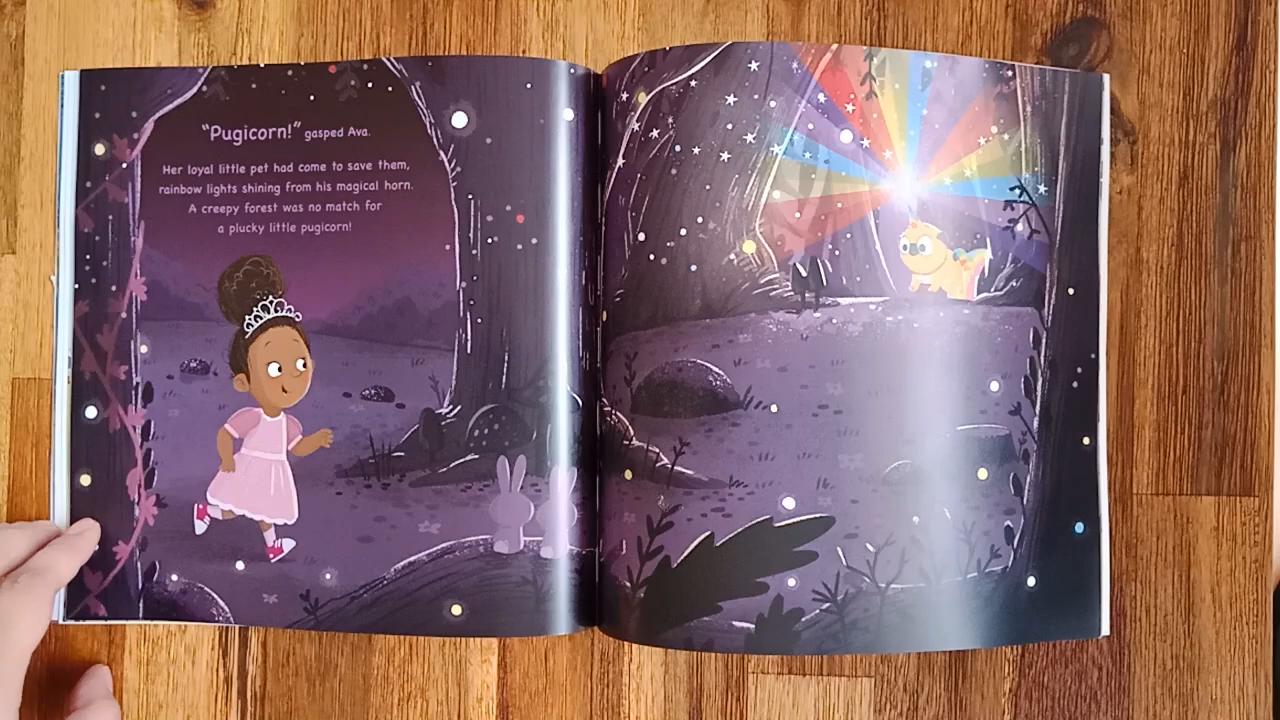 "Pugicorn!" gasped Ava.
Her loyal little pet had come to save them,
rainbow lights shining from his magical horn.
A creepy forest was no match for
a plucky little pugicorn!